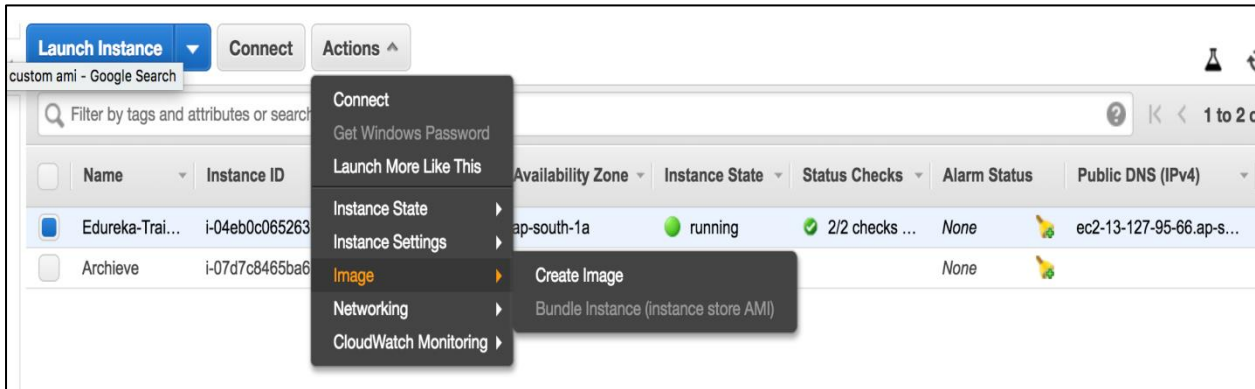 Launch Instance Connect Actions
custom ami - Google Search
Filter by tags and attributes or search 1 to 2
Connect
Get Windows Password
Launch More Like This
Name Instance ID Availability Zone Instance State Status Checks Alarm Status Public DNS (IPv4)
Instance State
Edureka-Trai... i-04eb0c065263 ap-south-1a running 2/2 checks ... None ec2-13-127-95-66.ap-s...
Instance Settings
Archieve i-07d7c8465ba6 None
Image Create Image
Networking Bundle Instance (instance store AMI)
CloudWatch Monitoring